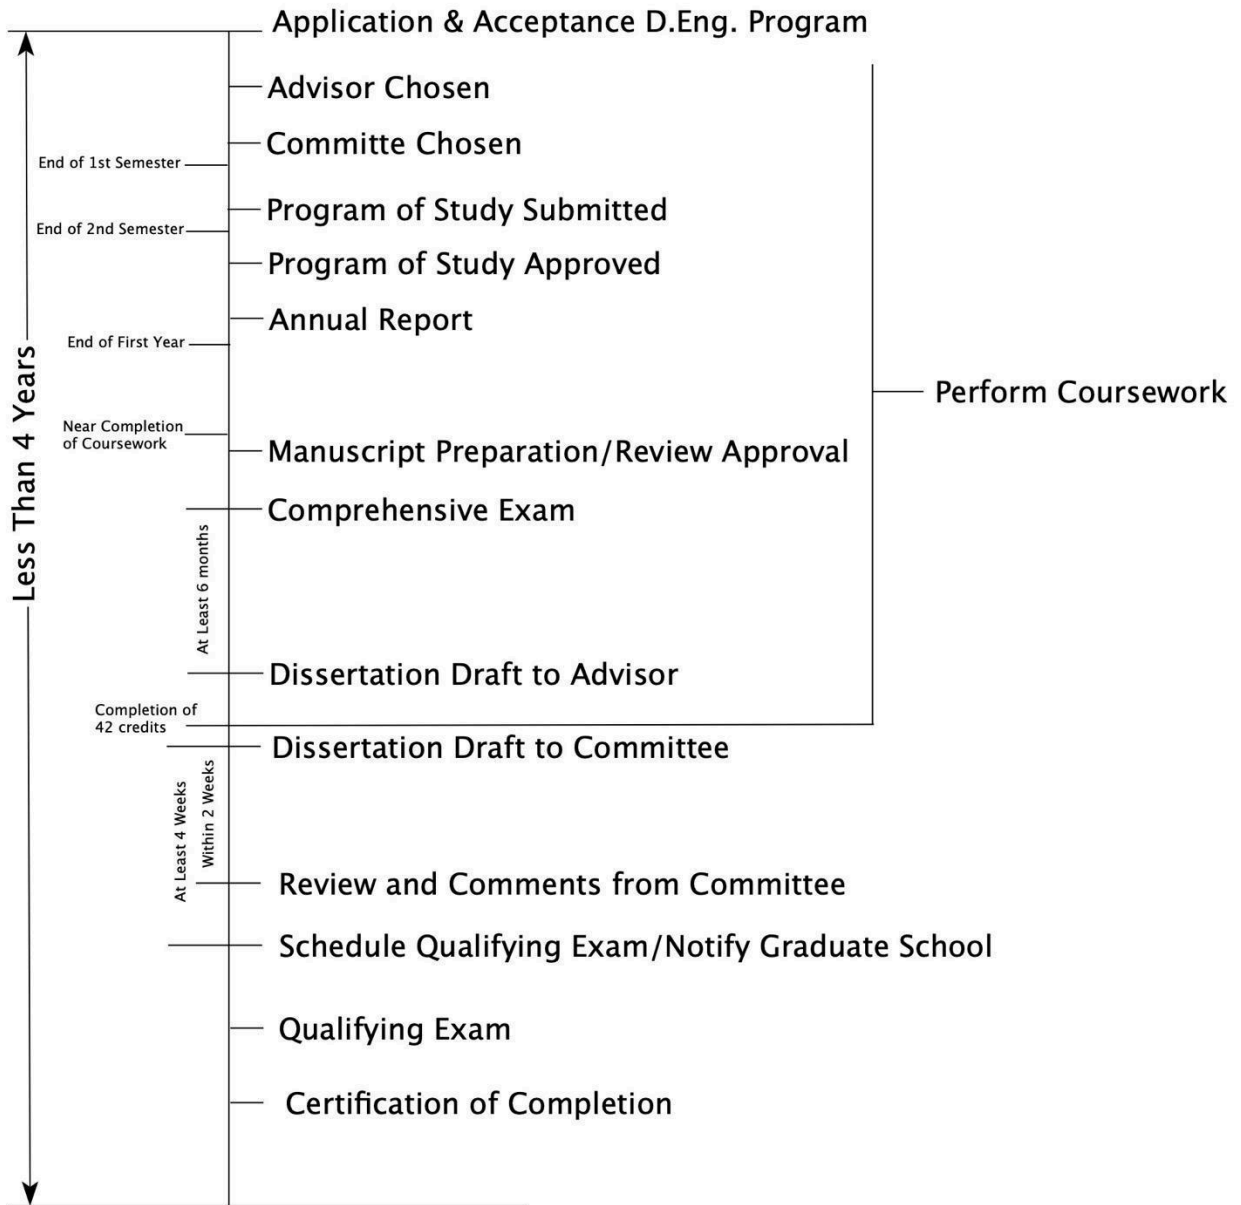 Application & Acceptance D.Eng. Program
Advisor Chosen
Committe Chosen
End of 1st Semester
Program of Study Submitted
End of 2nd Semester
Program of Study Approved
Annual Report
End of First Year
Less Than 4 Years
Perform Coursework
Near Completion
of Coursework
Manuscript Preparation/Review Approval
Comprehensive Exam
At Least 6 months
Dissertation Draft to Advisor
Completion of
42 credits
Dissertation Draft to Committee
At Least 4 Weeks
Within 2 Weeks
Review and Comments from Committee
Schedule Qualifying Exam/Notify Graduate School
Qualifying Exam
Certification of Completion